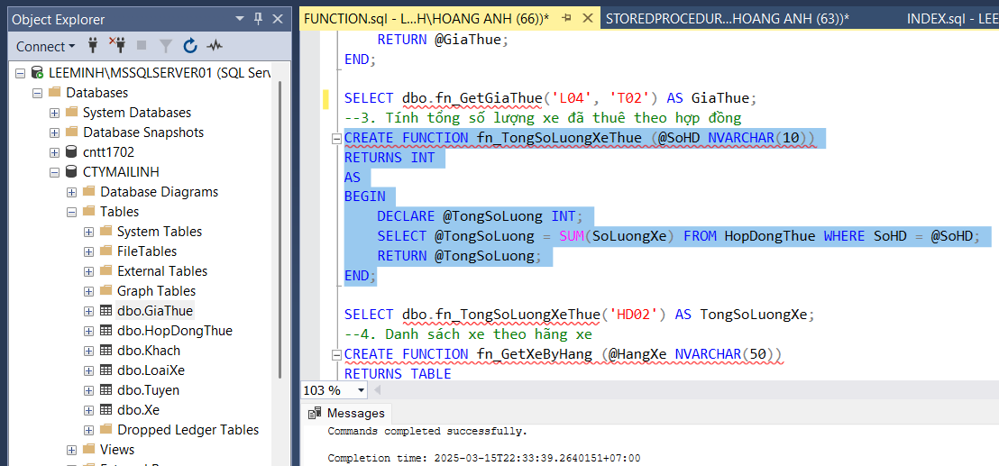 Object Explorer
Connect
LEEMINH\MSSQLSERVER01 (SQL Serv
Databases
System Databases
Database Snapshots
cntt1702
CTYMAILINH
Database Diagrams
Tables
System Tables
FileTables
External Tables
Graph Tables
dbo.GiaThue
dbo.HopDongThue
dbo.Khach
dbo.LoaiXe
dbo.Tuyen
dbo.Xe
Dropped Ledger Tables
Views
FUNCTION.sql - L...H\HOANG ANH (66))*
STOREDPROCEDUR...HOANG ANH (63))*
INDEX.sql - LEE
RETURN @GiaThue;
END;
SELECT dbo.fn_GetGiaThue('L04', 'T02') AS GiaThue;
--3. Tính tổng số lượng xe đã thuê theo hợp đồng
CREATE FUNCTION fn_TongSoLuongXeThue (@SoHD NVARCHAR(10))
RETURNS INT
AS
BEGIN
DECLARE @TongSoLuong INT;
SELECT @TongSoLuong = SUM(SoLuongXe) FROM HopDongThue WHERE SoHD = @SoHD;
RETURN @TongSoLuong;
END;
SELECT dbo.fn_TongSoLuongXeThue('HD02') AS TongSoLuongXe;
--4. Danh sách xe theo hãng xe
CREATE FUNCTION fn_GetXeByHang (@HangXe NVARCHAR(50))
RETURNS TABLE
103 %
Messages
Commands completed successfully.
Completion time: 2025-03-15T22:33:39.2640151+07:00